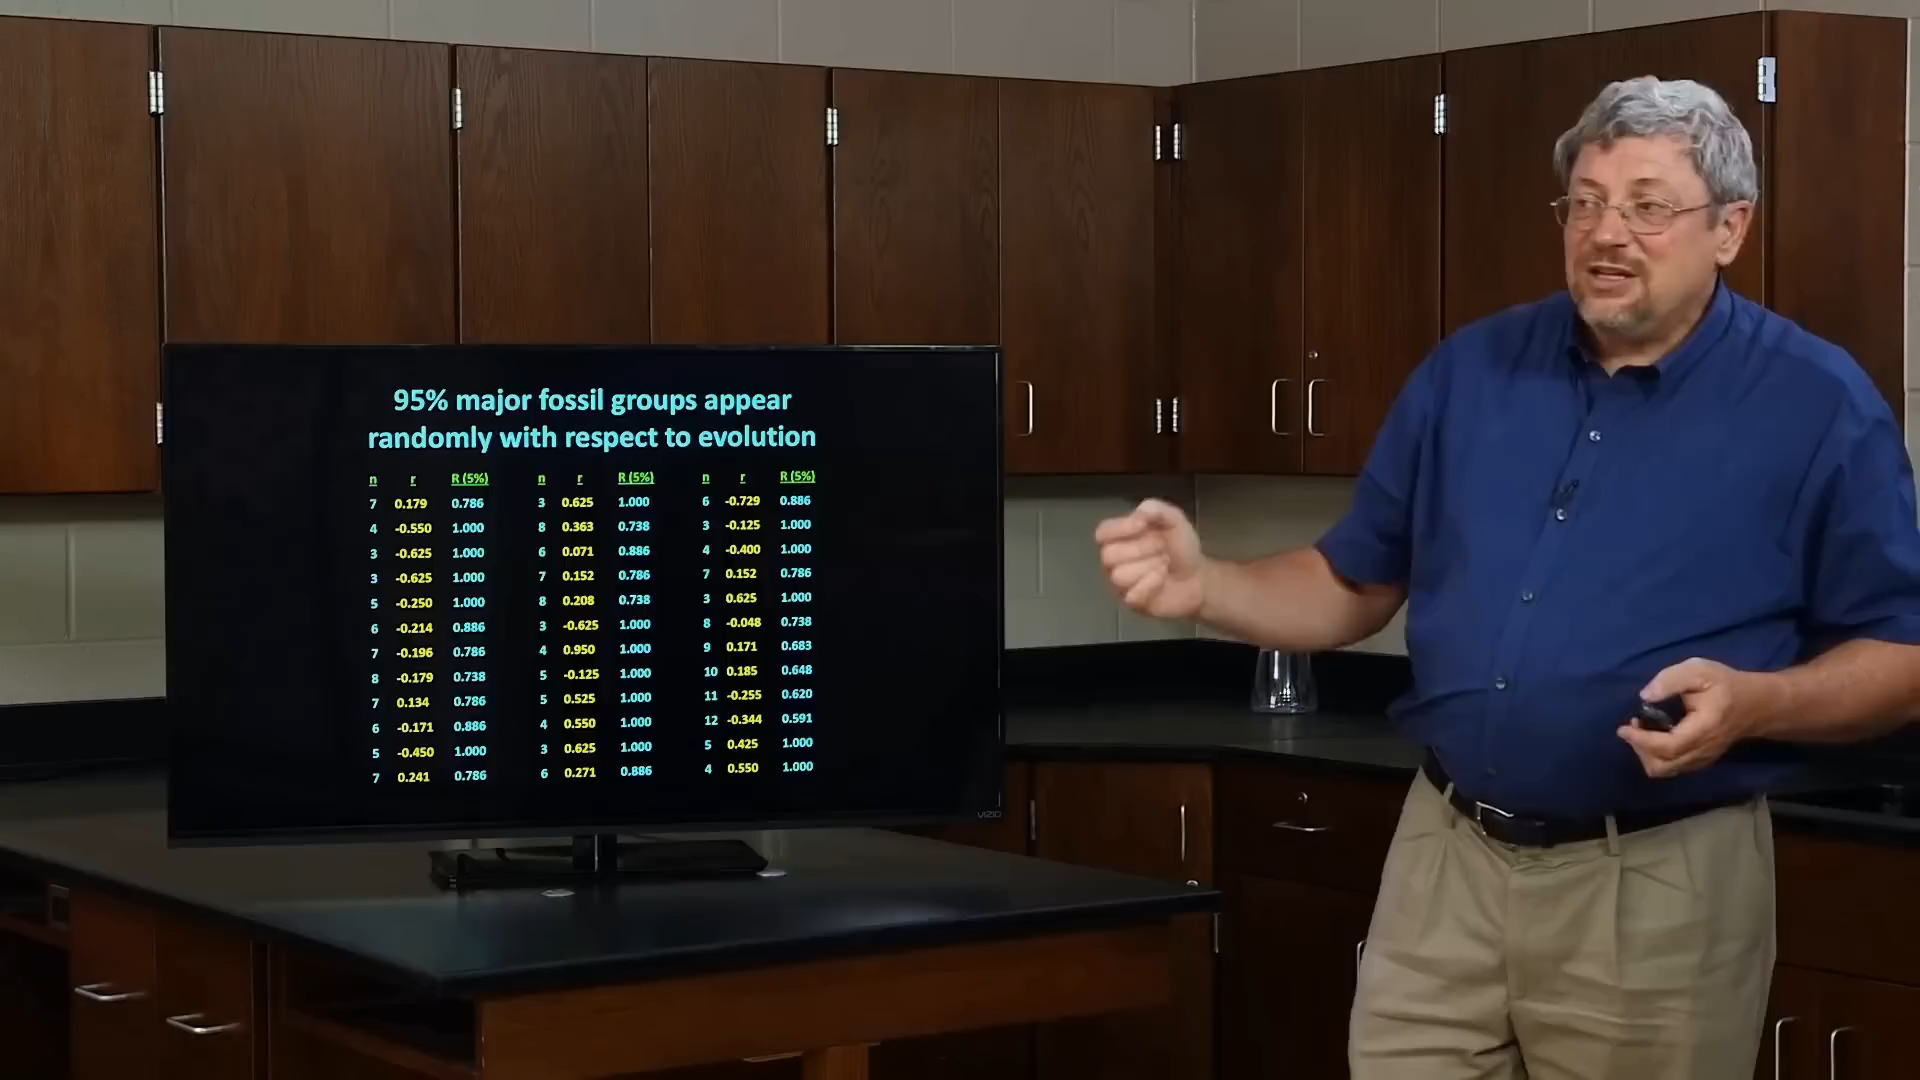 95% major fossil groups appear
randomly with respect to evolution
n r R (5%) n r R (5%) n r R (5%)
7 0.179 0.786 3 0.625 1.000 6 -0.729 0.886
4 -0.550 1.000 8 0.363 0.738 3 -0.125 1.000
3 -0.625 1.000 6 0.071 0.886 4 -0.400 1.000
3 -0.625 1.000 7 0.152 0.786 7 0.152 0.786
5 -0.250 1.000 8 0.208 0.738 3 0.625 1.000
6 -0.214 0.886 3 -0.625 1.000 8 -0.048 0.738
7 -0.196 0.786 4 0.950 1.000 9 0.171 0.683
8 -0.179 0.738 5 -0.125 1.000 10 0.185 0.648
7 0.134 0.786 5 0.525 1.000 11 -0.255 0.620
6 -0.171 0.886 4 0.550 1.000 12 -0.344 0.591
5 -0.450 1.000 3 0.625 1.000 5 0.425 1.000
7 0.241 0.786 6 0.271 0.886 4 0.550 1.000
VIZIO